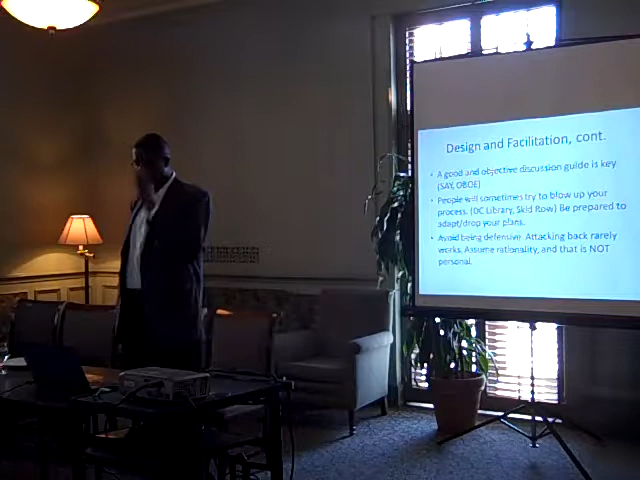 Design and Facilitation, cont.
• A good and objective discussion guide is key
(SAY, OBOE)
• People will sometimes try to blow up your
process. (DC Library, Skid Row) Be prepared to
adapt/drop your plans.
• Avoid being defensive. Attacking back rarely
works. Assume rationality, and that is NOT
personal.